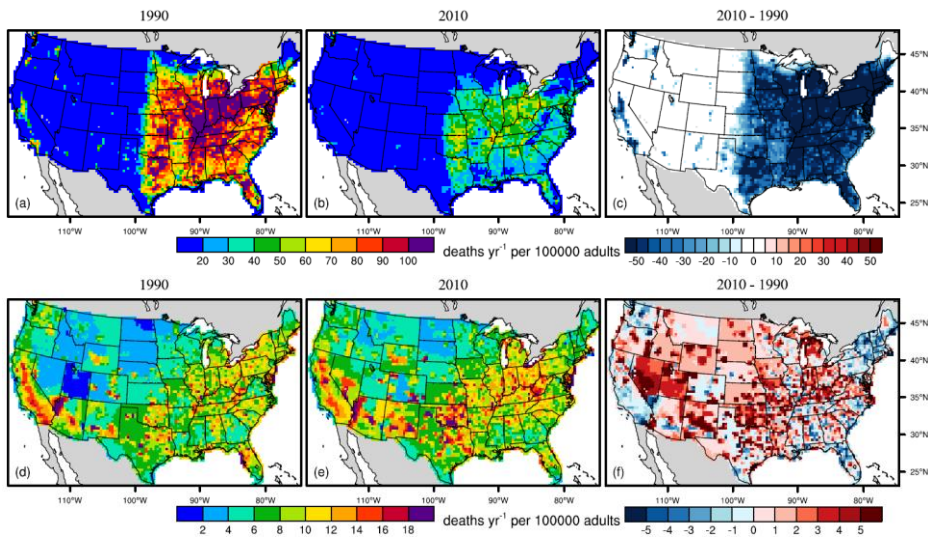 1990 2010 2010 - 1990
45°N
40°N
35°N
30°N
25°N
(a) (b) (c)
110°W 100°W 90°W 80°W 110°W 100°W 90°W 80°W 110°W 100°W 90°W 80°W
20 30 40 50 60 70 80 90 100 deaths yr⁻¹ per 100000 adults -50 -40 -30 -20 -10 0 10 20 30 40 50
1990 2010 2010 - 1990
45°N
40°N
35°N
30°N
25°N
(d) (e) (f)
110°W 100°W 90°W 80°W 110°W 100°W 90°W 80°W 110°W 100°W 90°W 80°W
2 4 6 8 10 12 14 16 18 deaths yr⁻¹ per 100000 adults -5 -4 -3 -2 -1 0 1 2 3 4 5